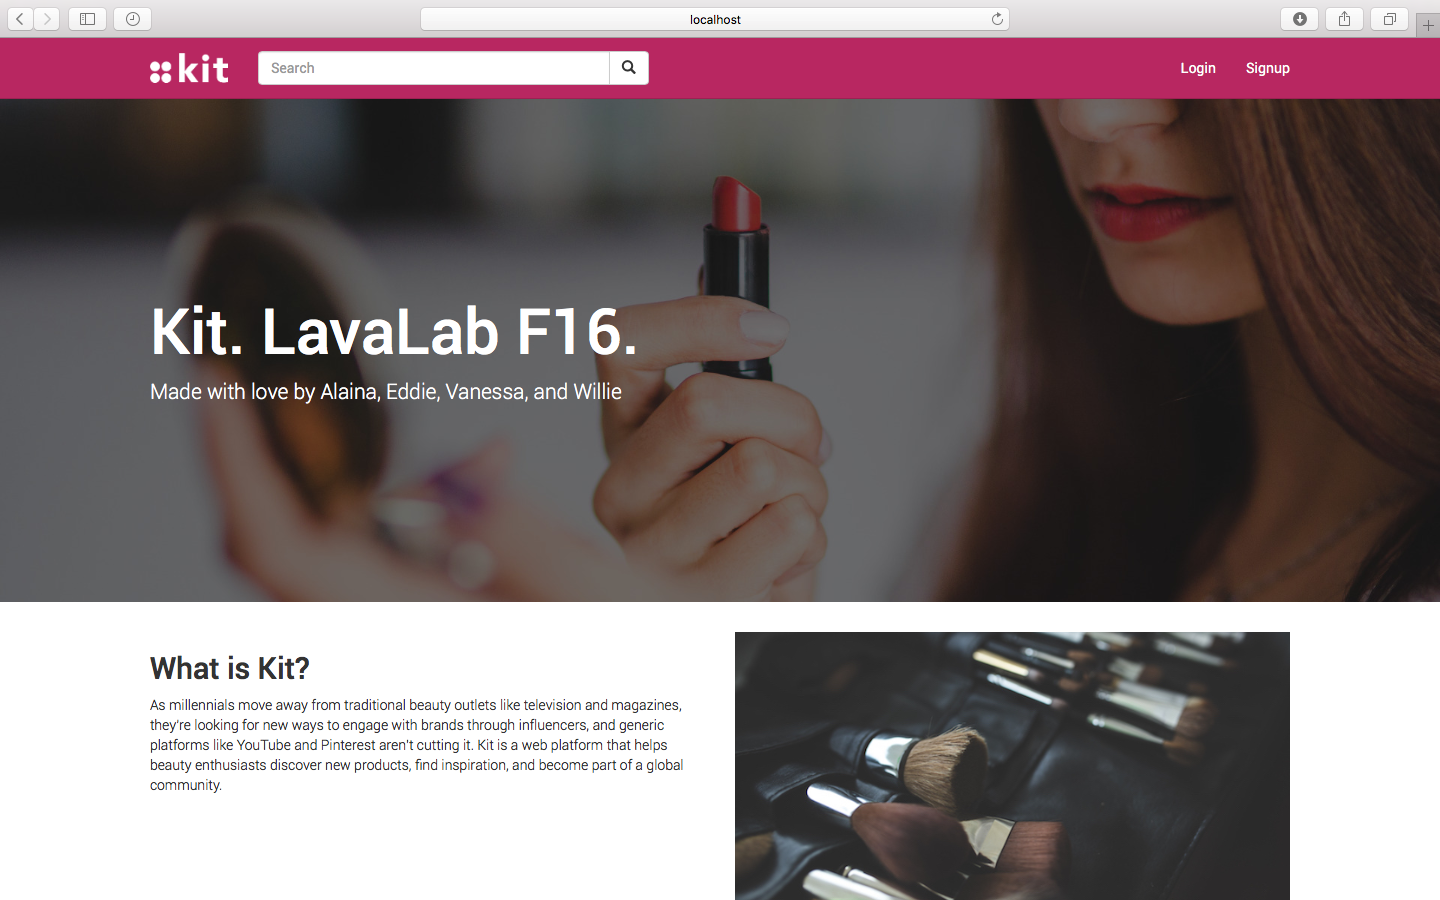 localhost
kit
Search
Login
Signup
Kit. LavaLab F16.
Made with love by Alaina, Eddie, Vanessa, and Willie
What is Kit?
As millennials move away from traditional beauty outlets like television and magazines,
they're looking for new ways to engage with brands through influencers, and generic
platforms like YouTube and Pinterest aren't cutting it. Kit is a web platform that helps
beauty enthusiasts discover new products, find inspiration, and become part of a global
community.